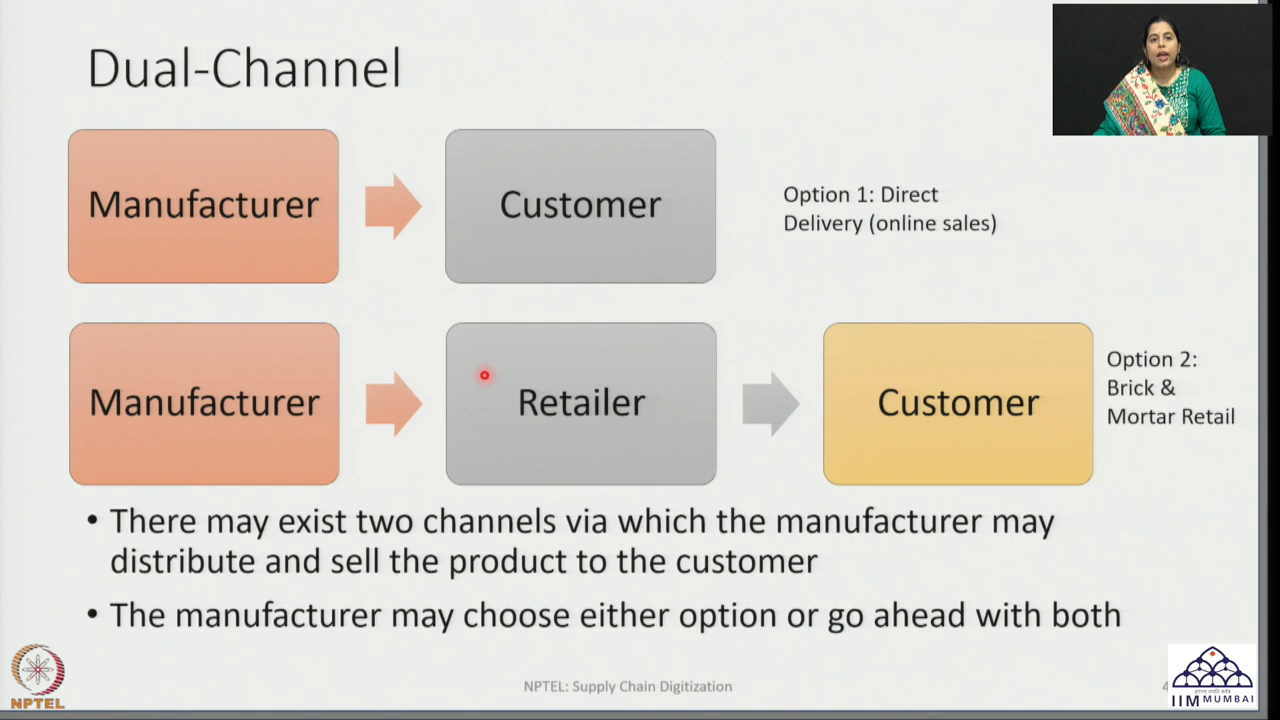 Dual-Channel
Manufacturer
Customer
Option 1: Direct
Delivery (online sales)
Manufacturer
Retailer
Customer
Option 2:
Brick &
Mortar Retail
• There may exist two channels via which the manufacturer may
distribute and sell the product to the customer
• The manufacturer may choose either option or go ahead with both
NPTEL
NPTEL: Supply Chain Digitization
4
IIM MUMBAI